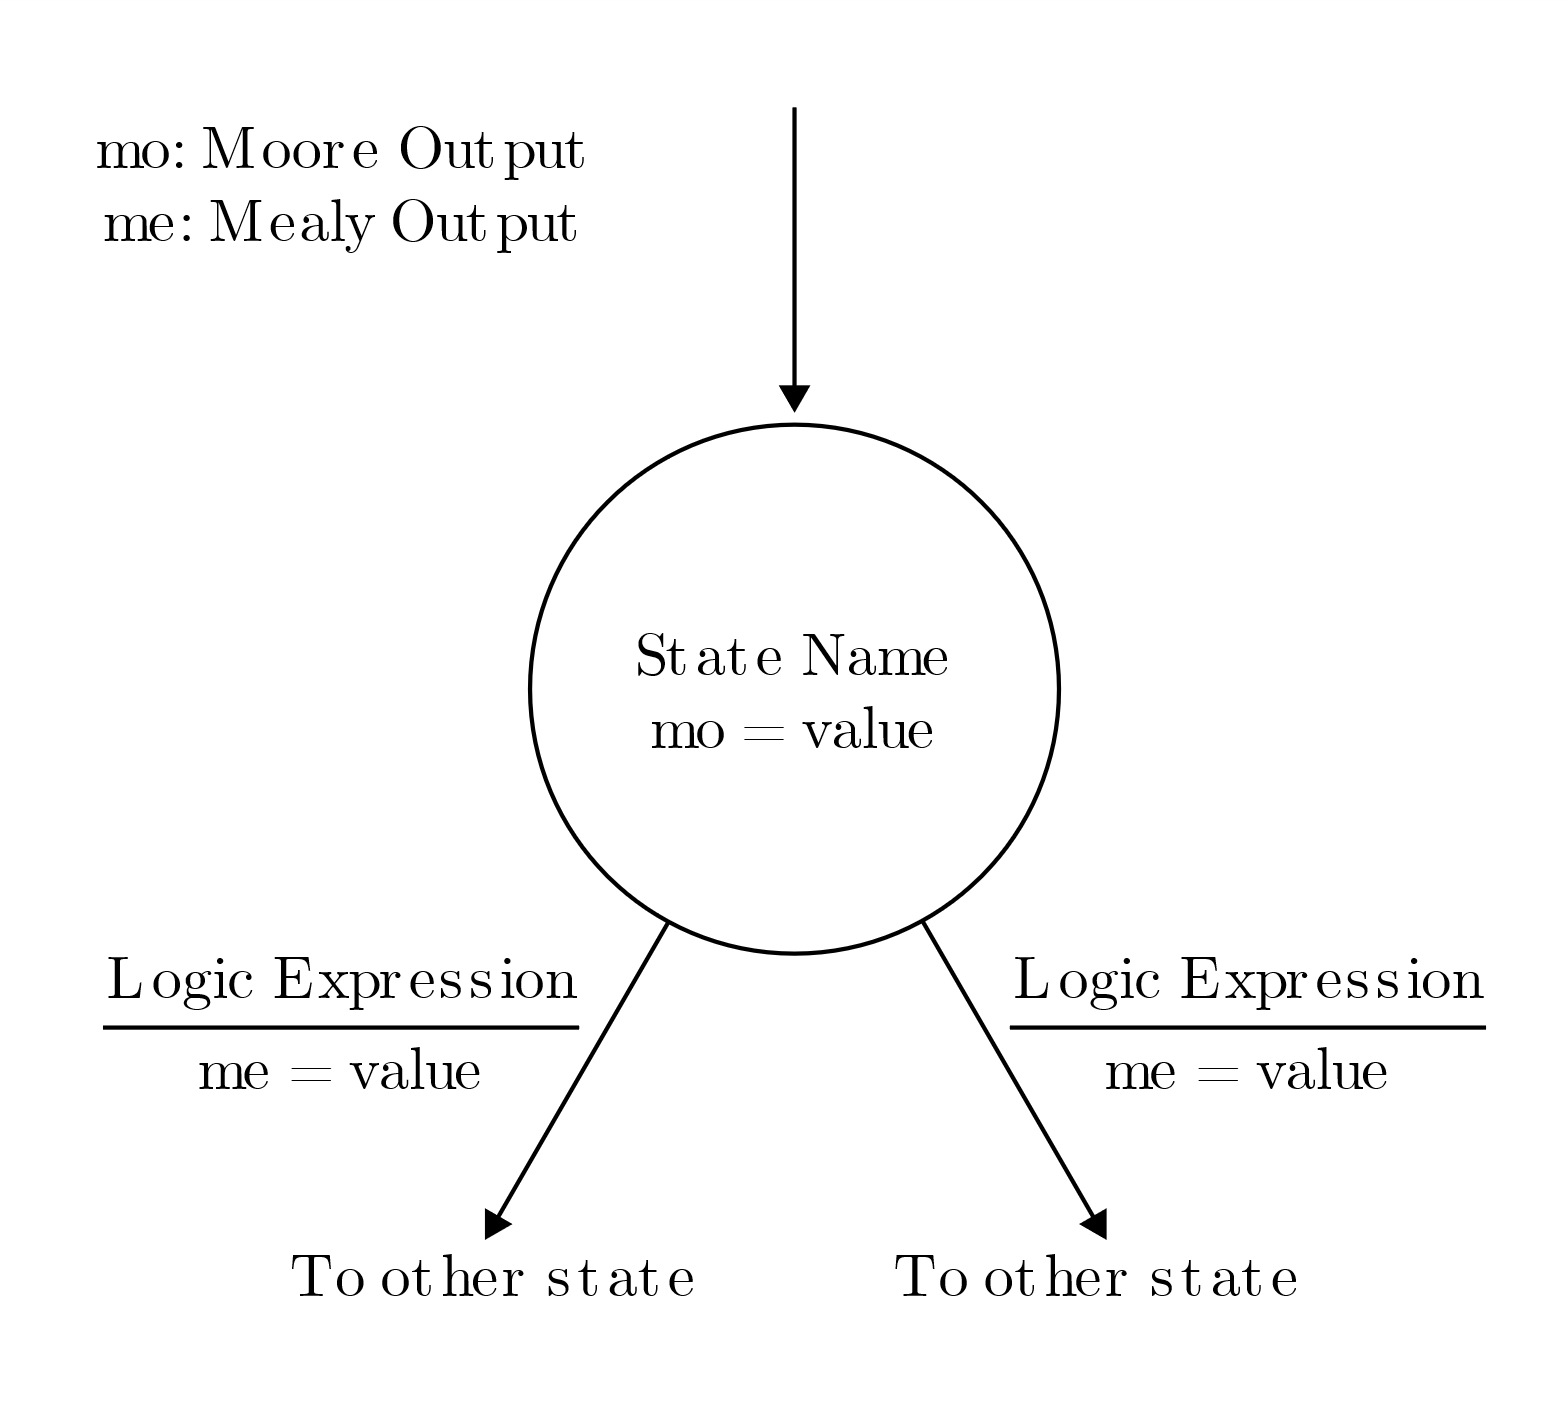 mo: Moore Output
me: Mealy Output
State Name
mo = value
Logic Expression
me = value
Logic Expression
me = value
To other state
To other state